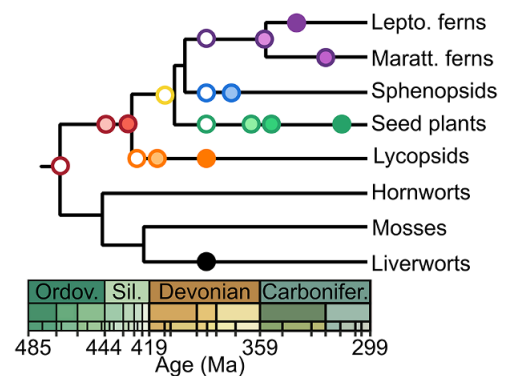 Lepto. ferns
Maratt. ferns
Sphenopsids
Seed plants
Lycopsids
Hornworts
Mosses
Liverworts
Ordov. Sil. Devonian Carbonifer.
485 444 419 359 299
Age (Ma)